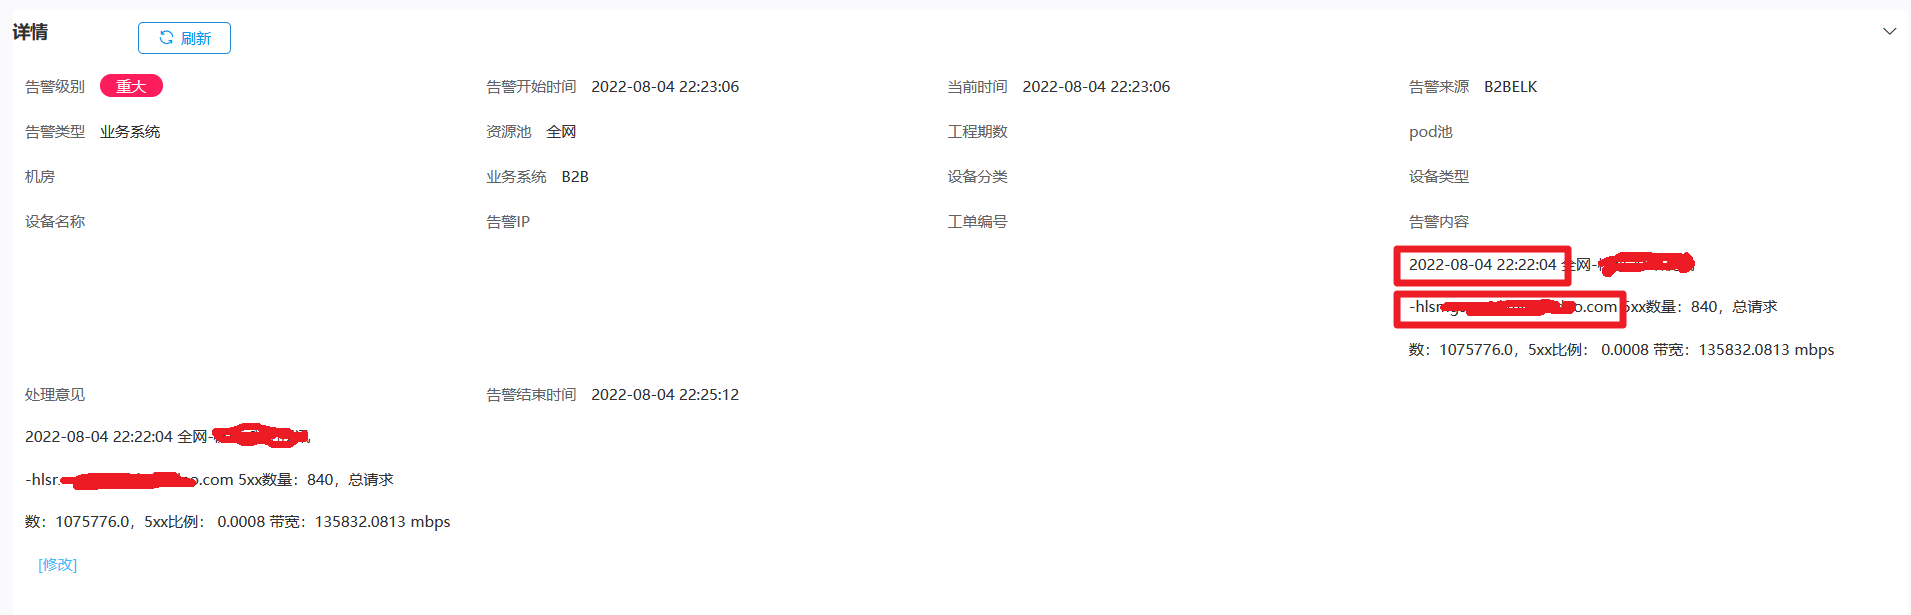 详情
刷新
告警级别 重大 告警开始时间 2022-08-04 22:23:06 当前时间 2022-08-04 22:23:06 告警来源 B2BELK
告警类型 业务系统 资源池 全网 工程期数 pod池
机房 业务系统 B2B 设备分类 设备类型
设备名称 告警IP 工单编号 告警内容
2022-08-04 22:22:04 全网-
-hlsr o.com 5xx数量：840，总请求
数：1075776.0，5xx比例： 0.0008 带宽：135832.0813 mbps
处理意见 告警结束时间 2022-08-04 22:25:12
2022-08-04 22:22:04 全网-
-hlsr o.com 5xx数量：840，总请求
数：1075776.0，5xx比例： 0.0008 带宽：135832.0813 mbps
[修改]